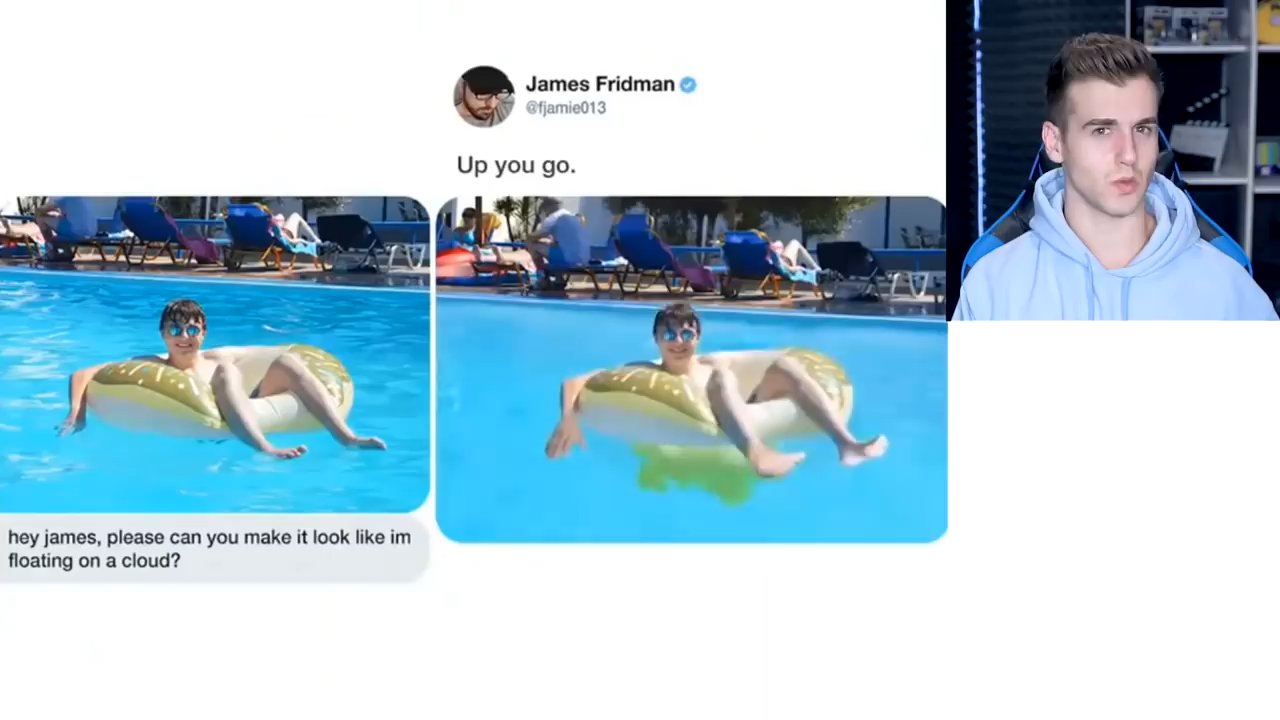 James Fridman
@fjamie013
Up you go.
hey james, please can you make it look like im
floating on a cloud?